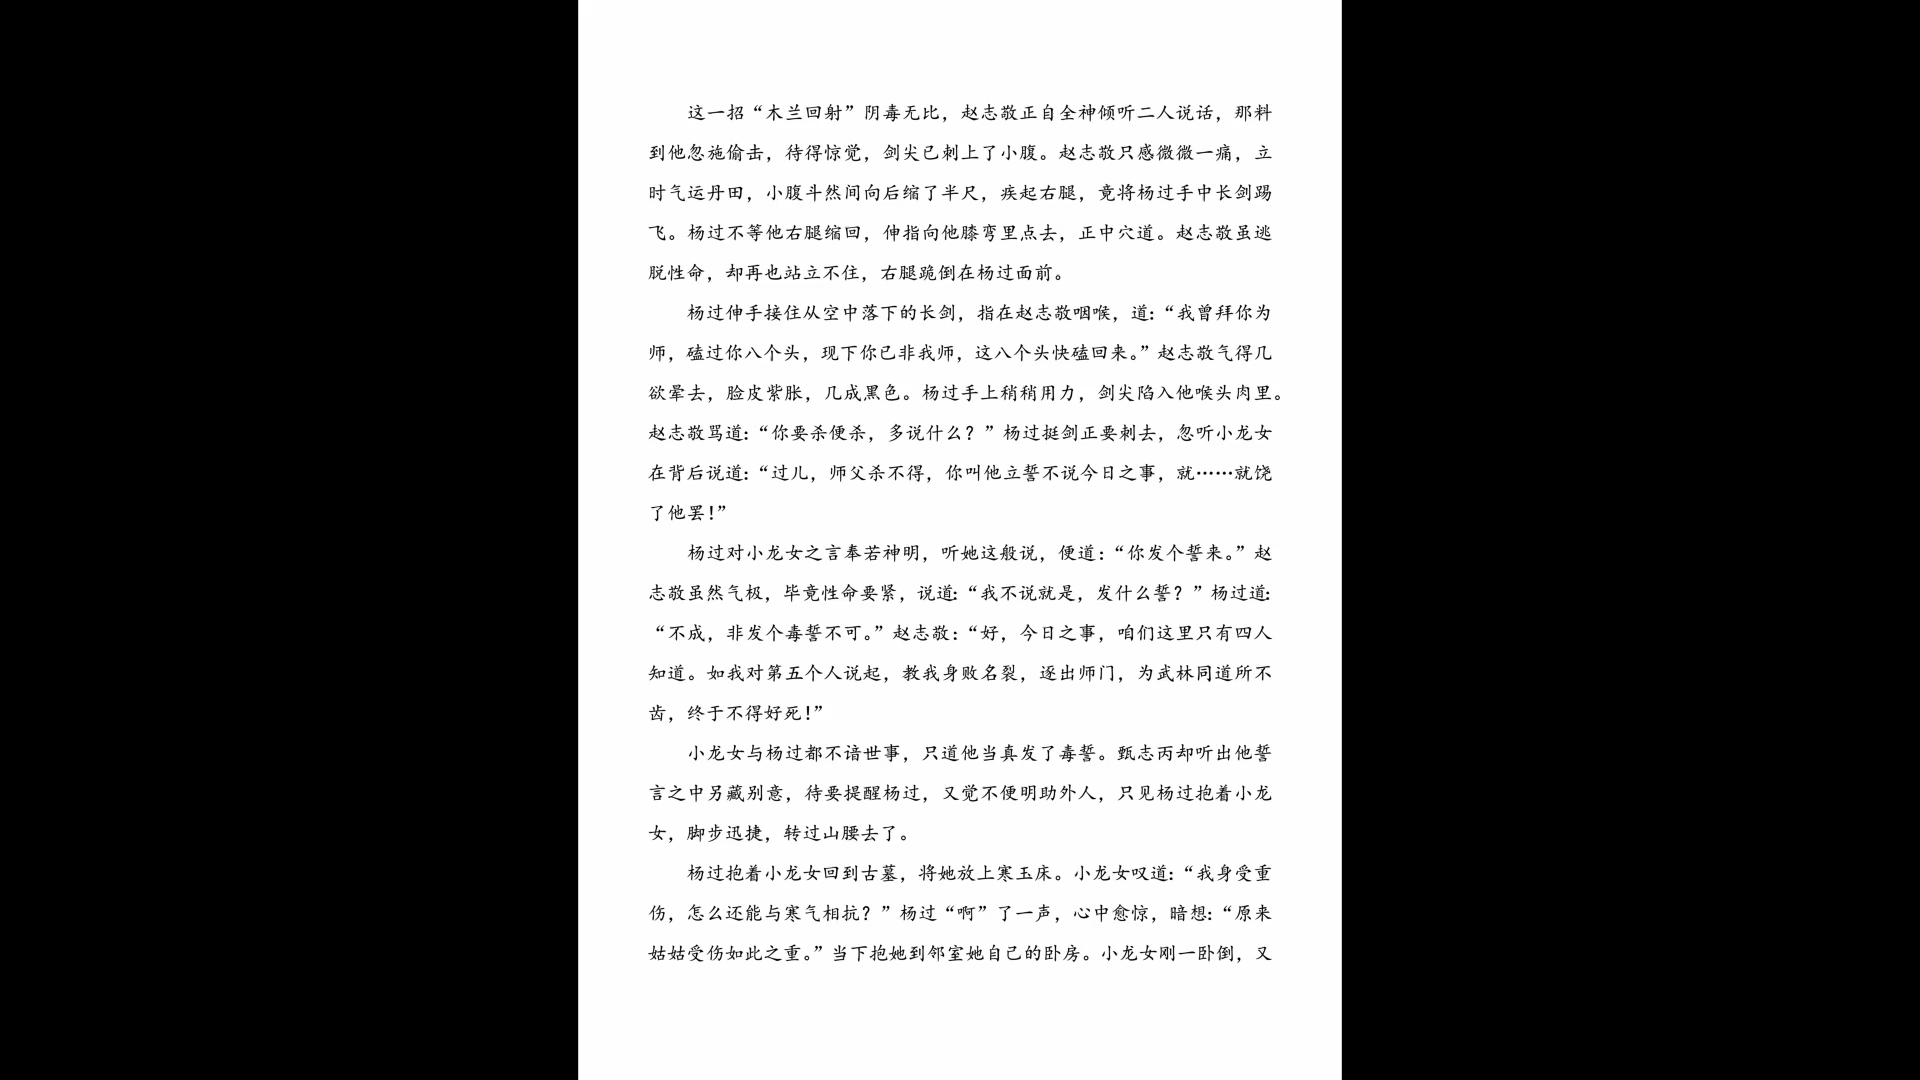 这一招“木兰回射”阴毒无比，赵志敬正自全神倾听二人说话，那料
到他忽施偷击，待得惊觉，剑尖已刺上了小腹。赵志敬只感微微一痛，立
时气运丹田，小腹斗然间向后缩了半尺，疾起右腿，竟将杨过手中长剑踢
飞。杨过不等他右腿缩回，伸指向他膝弯里点去，正中穴道。赵志敬虽逃
脱性命，却再也站立不住，右腿跪倒在杨过面前。
杨过伸手接住从空中落下的长剑，指在赵志敬咽喉，道：“我曾拜你为
师，磕过你八个头，现下你已非我师，这八个头快磕回来。”赵志敬气得几
欲晕去，脸皮紫胀，几成黑色。杨过手上稍稍用力，剑尖陷入他喉头肉里。
赵志敬骂道：“你要杀便杀，多说什么？”杨过挺剑正要刺去，忽听小龙女
在背后说道：“过儿，师父杀不得，你叫他立誓不说今日之事，就……就饶
了他罢！”
杨过对小龙女之言奉若神明，听她这般说，便道：“你发个誓来。”赵
志敬虽然气极，毕竟性命要紧，说道：“我不说就是，发什么誓？”杨过道：
“不成，非发个毒誓不可。”赵志敬：“好，今日之事，咱们这里只有四人
知道。如我对第五个人说起，教我身败名裂，逐出师门，为武林同道所不
齿，终于不得好死！”
小龙女与杨过都不谙世事，只道他当真发了毒誓。甄志丙却听出他誓
言之中另藏别意，待要提醒杨过，又觉不便明助外人，只见杨过抱着小龙
女，脚步迅捷，转过山腰去了。
杨过抱着小龙女回到古墓，将她放上寒玉床。小龙女叹道：“我身受重
伤，怎么还能与寒气相抗？”杨过“啊”了一声，心中愈惊，暗想：“原来
姑姑受伤如此之重。”当下抱她到邻室她自己的卧房。小龙女刚一卧倒，又